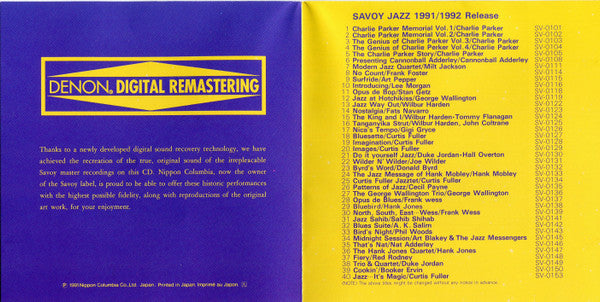 DENON® DIGITAL REMASTERING
Thanks to a newly developed digital sound recovery technology, we have
achieved the recreation of the true, original sound of the irrepleacable
Savoy master recordings on this CD. Nippon Columbia, now the owner
of the Savoy label, is proud to be able to offer these historic performances
with the highest possible fidelity, along with reproductions of the original
art work, for your enjoyment.
Ⓟ 1991Nippon Columbia Co.,Ltd. Japan. Printed in Japan. Imprimé au Japon.
SAVOY JAZZ 1991/1992 Release
1 Charlie Parker Memorial Vol.1/Charlie Parker SV-0101
2 Charlie Parker Memorial Vol.2/Charlie Parker SV-0102
3 The Genius of Charlie Parker Vol.3/Charlie Parker SV-0103
4 The Genius of Charlie Parker Vol.4/Charlie Parker SV-0104
5 The Charlie Parker Story/Charlie Parker SV-0105
6 Presenting Cannonball Adderley/Cannonball Adderley SV-0108
7 Modern Jazz Quartet/Milt Jackson
8 No Count/Frank Foster SV-0114
9 Surfride/Art Pepper SV-0115
10 Introducing/Lee Morgan SV-0116
11 Opus de Bop/Stan Getz SV-0118
12 Jazz at Hotchikiss/George Wallington
13 Jazz Way Out/Wilbur Harden SV-0122
14 Nostalgia/Fats Navarro SV-0123
15 The King and I/Wilbur Harden-Tommy Flanagan SV-0124
16 Tanganyika Strut/Wilbur Harden, John Coltrane
17 Nice's Tempo/Gigi Gryce SV-0126
18 Bluesette/Curtis Fuller SV-0127
19 Imagination/Curtis Fuller SV-0128
20 Images/Curtis Fuller SV-0129
21 Do it yourself Jazz/Duke Jordan-Hall Overton SV-0130
22 Wilder N' Wilder/Joe Wilder SV-0131
23 Byrd's Word/Donald Byrd SV-0132
24 The Jazz Message of Hank Mobley/Hank Mobley SV-0133
25 Curtis Fuller Jazztet/Curtis Fuller SV-0134
26 Patterns of Jazz/Cecil Payne SV-0135
27 The George Wallington Trio/George Wallington SV-0136
28 Opus de Blues/Frank wess SV-0137
29 Bluebird/Hank Jones SV-0138
30 North, South, East···Wess/Frank Wess SV-0139
31 Jazz Sahib/Sahib Shihab SV-0141
32 Blues Suite/A. K. Salim SV-0142
33 Bird's Night/Phil Woods SV-0143
34 Midnight Session/Art Blakey & The Jazz Messengers SV-0145
35 That's Nat/Nat Adderley SV-0146
36 The Hank Jones Quartet/Hank Jones SV-0147
37 Fiery/Red Rodney SV-0148
38 Trio & Quartet/Duke Jordan SV-0149
39 Cookin'/Booker Ervin SV-0150
40 Jazz···It's Magic/Curtis Fuller SV-0153
(NOTE) The above titles might be changed without any notice in advance.